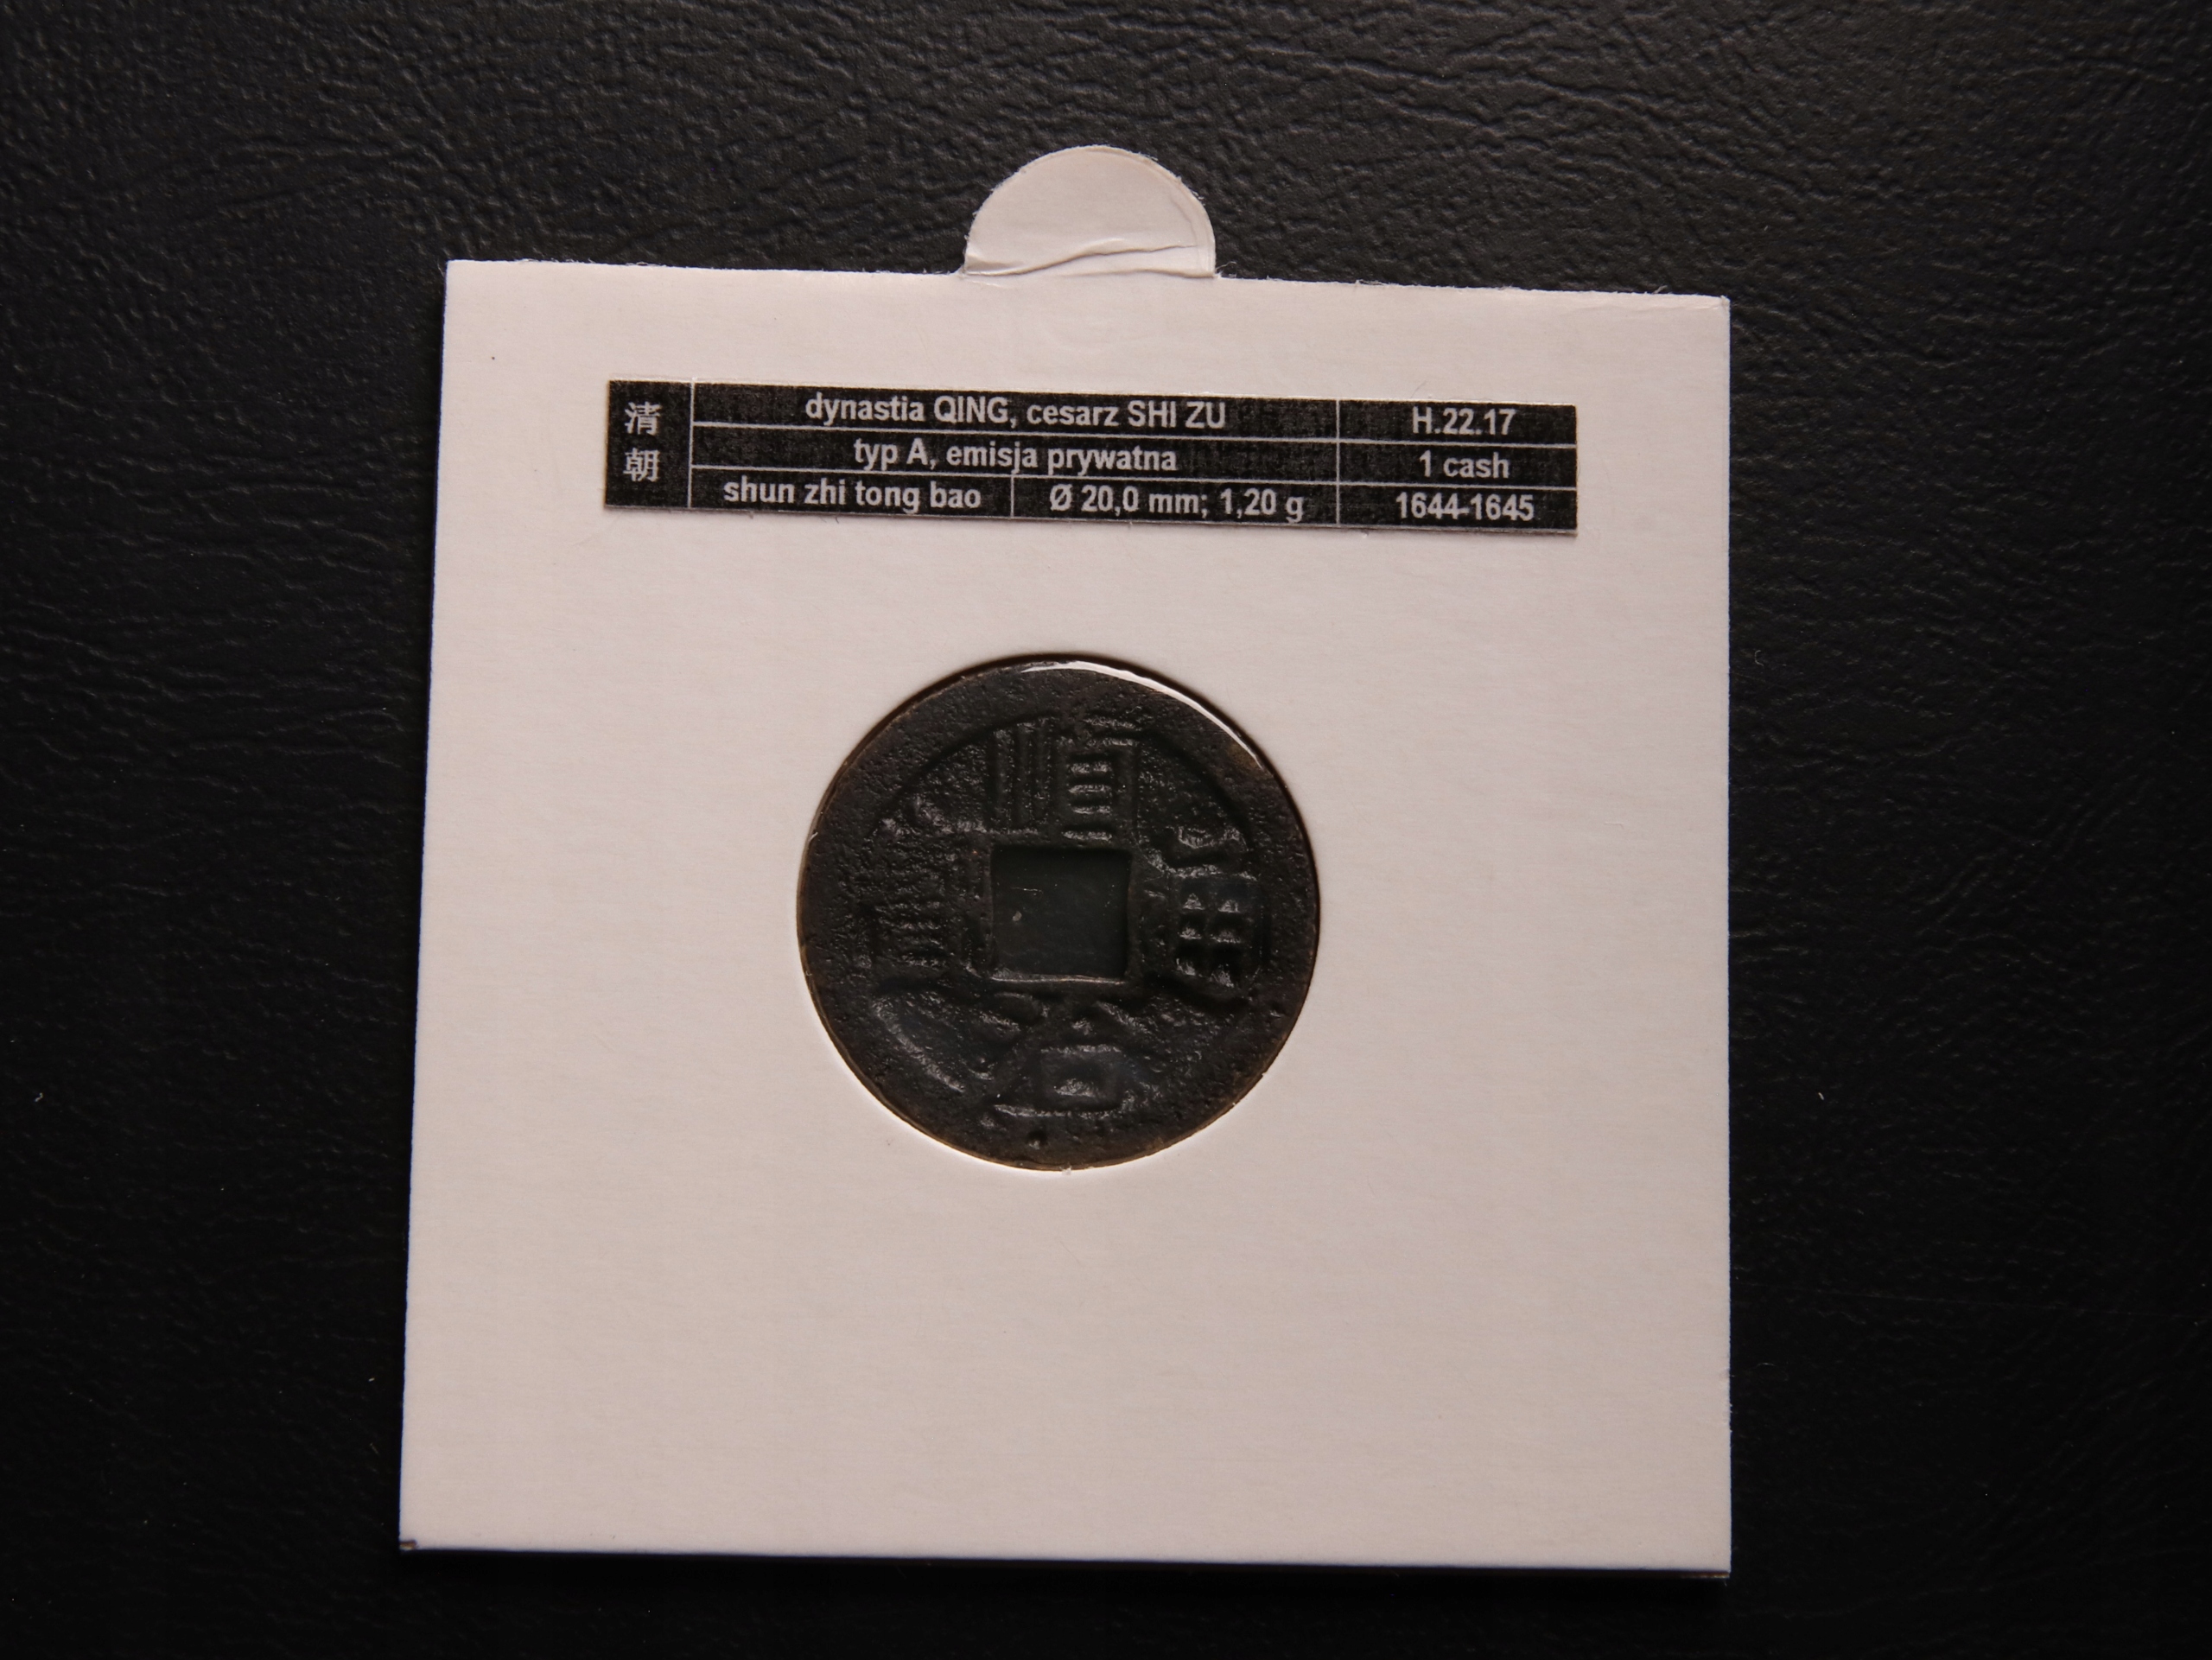 清朝
dynastia QING, cesarz SHI ZU H.22.17
typ A, emisja prywatna 1 cash
shun zhi tong bao Ø 20,0 mm; 1,20 g 1644-1645
順
治
通
寶